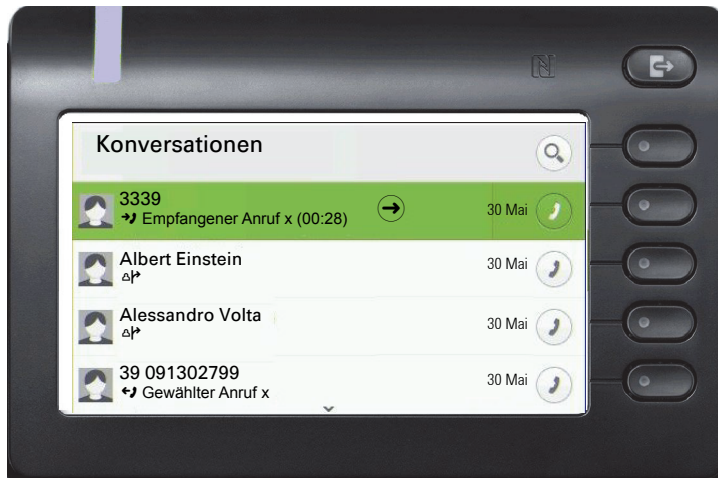 Konversationen
3339
Empfangener Anruf x (00:28)
30 Mai
Albert Einstein
30 Mai
Alessandro Volta
30 Mai
39 091302799
Gewählter Anruf x
30 Mai